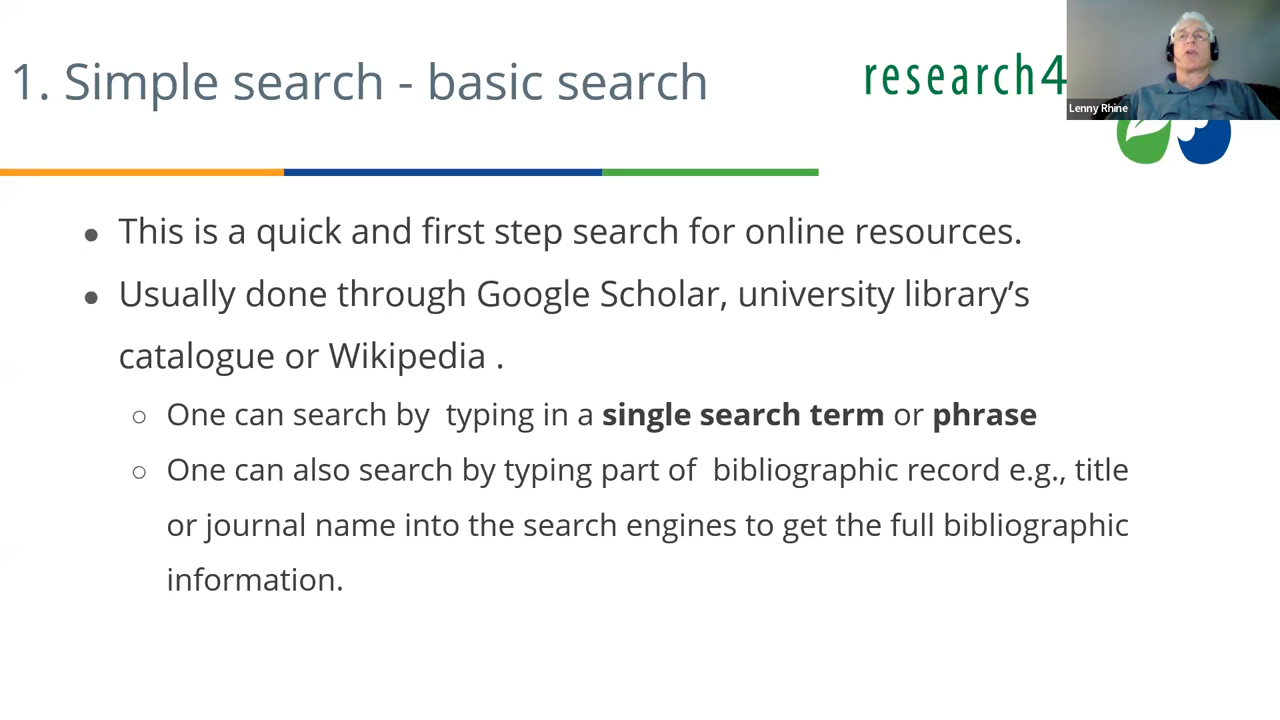 1. Simple search - basic search
research4
Lenny Rhine
● This is a quick and first step search for online resources.
● Usually done through Google Scholar, university library’s
catalogue or Wikipedia .
○ One can search by typing in a single search term or phrase
○ One can also search by typing part of bibliographic record e.g., title
or journal name into the search engines to get the full bibliographic
information.